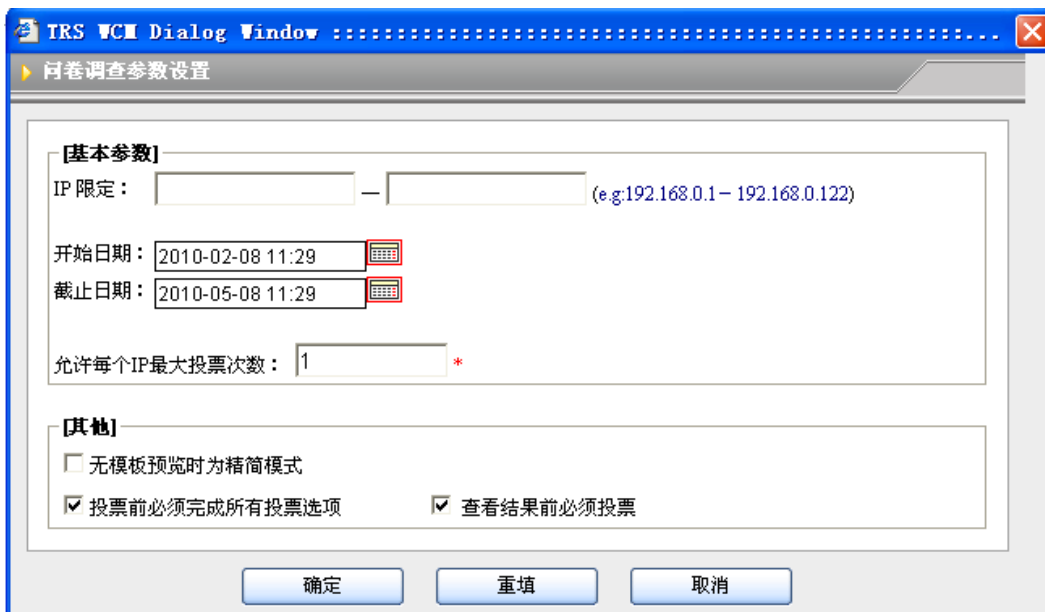 TRS WCM Dialog Window ::::::::::::::::::::::::::::::::::::::::::::::::::...
问卷调查参数设置
[基本参数]
IP 限定： — (e.g:192.168.0.1－192.168.0.122)
开始日期： 2010-02-08 11:29
截止日期： 2010-05-08 11:29
允许每个IP最大投票次数： 1 *
[其他]
无模板预览时为精简模式
投票前必须完成所有投票选项 查看结果前必须投票
确定 重填 取消